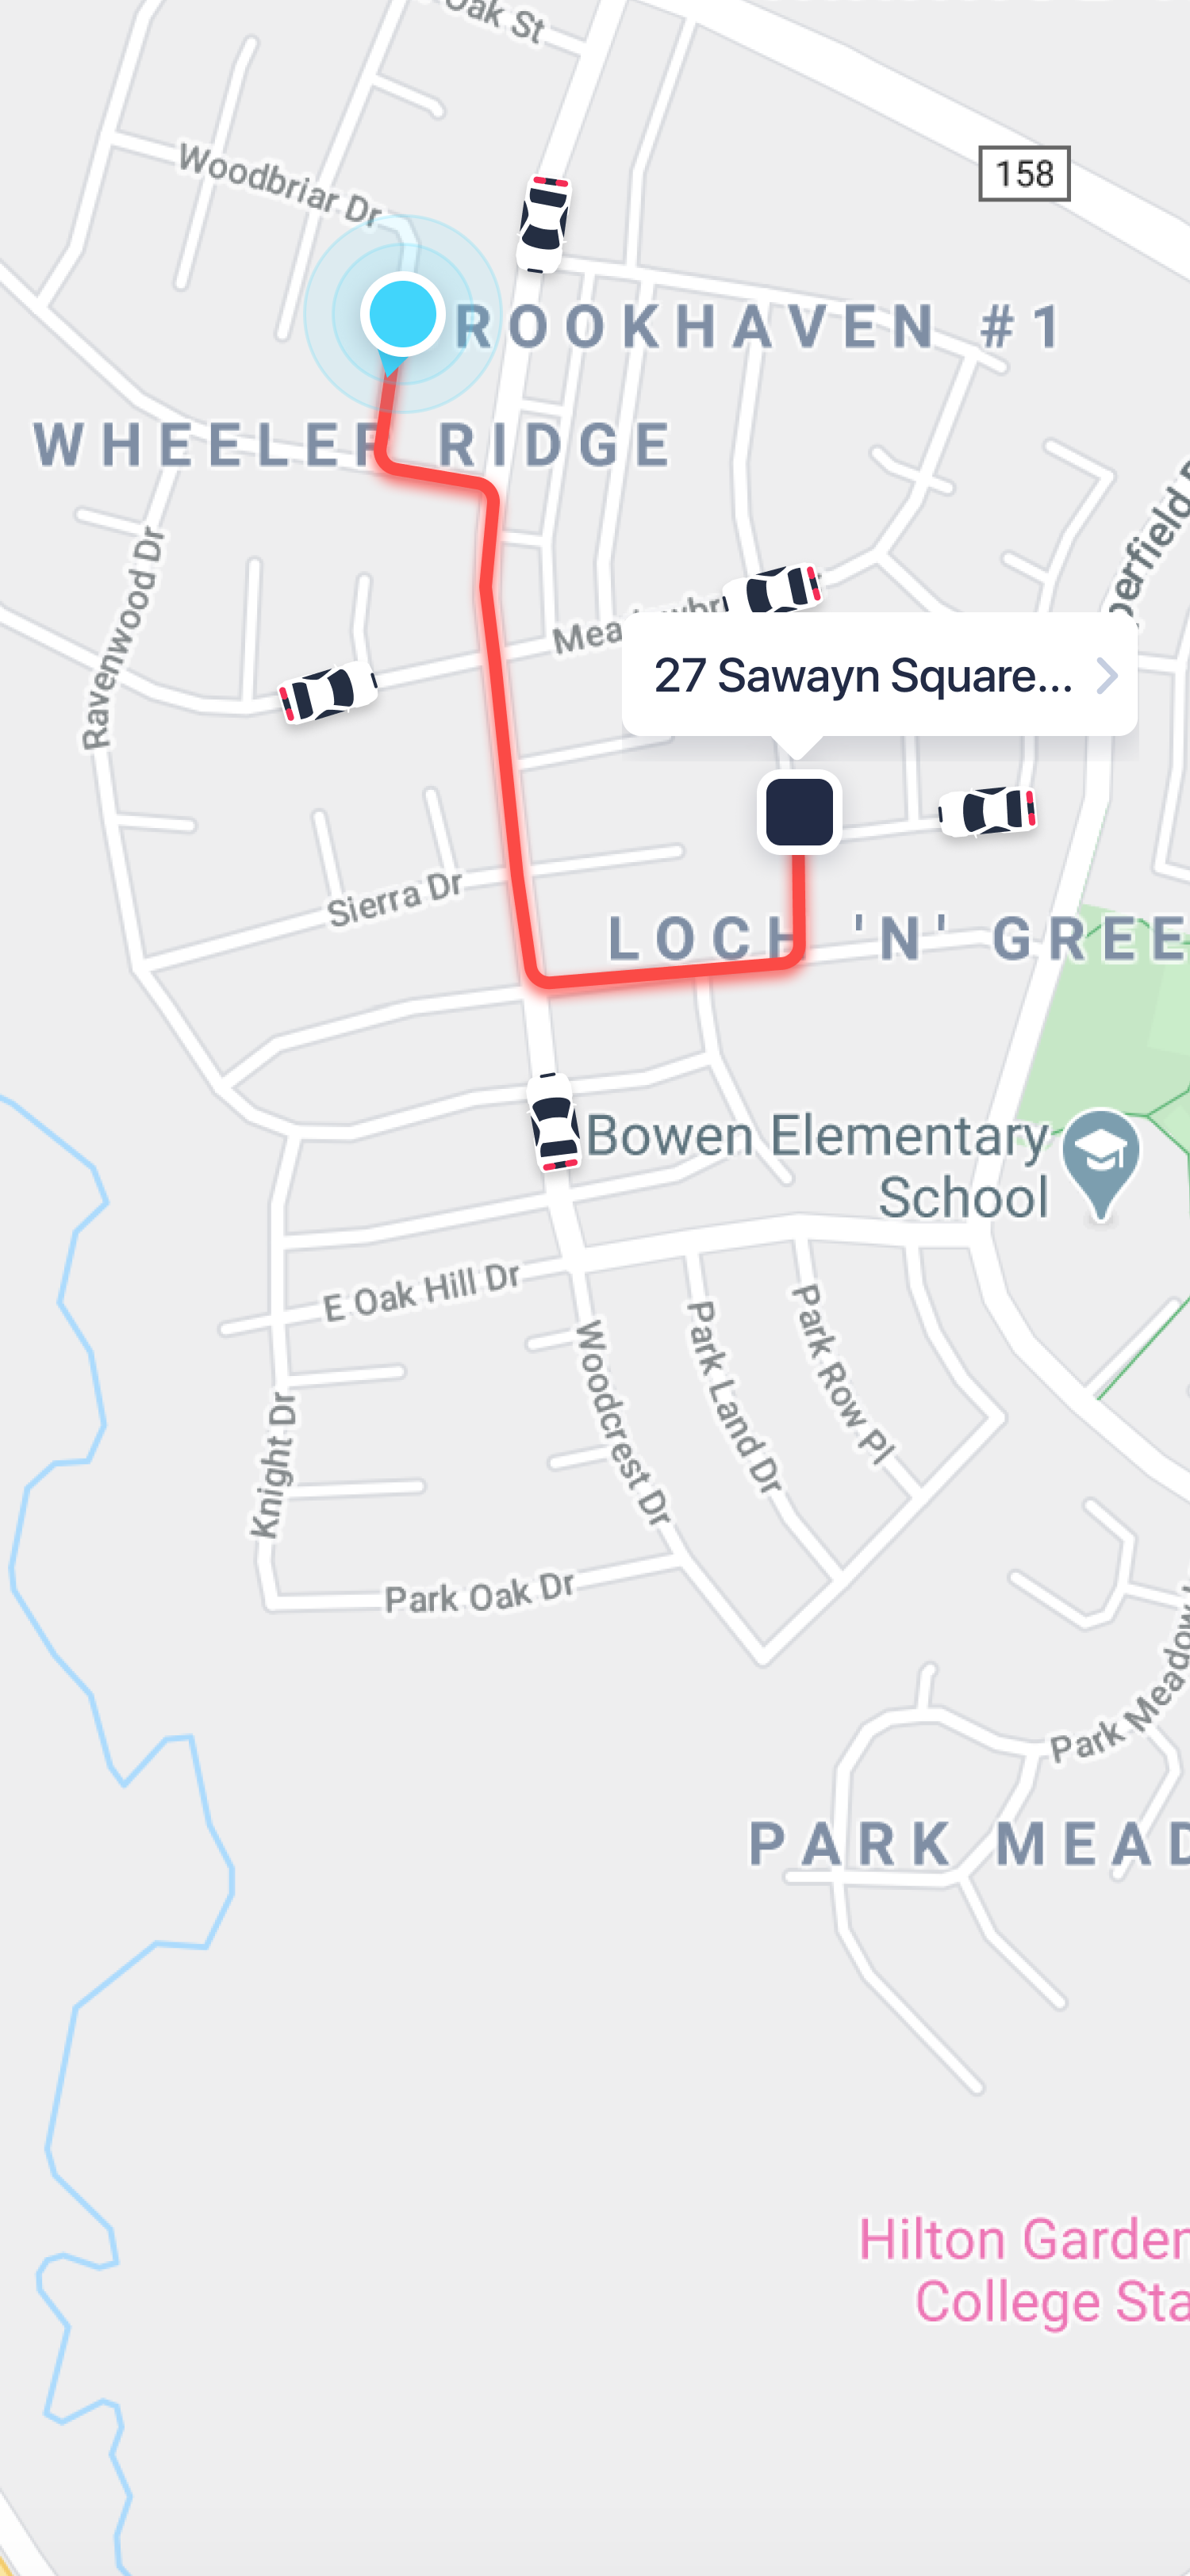 Oak St
Woodbriar Dr
158
ROOKHAVEN #1
WHEELER RIDGE
Ravenwood Dr
27 Sawayn Square...
Sierra Dr
LOCH 'N' GREE
Bowen Elementary
School
E Oak Hill Dr
Woodcrest Dr
Park Land Dr
Park Row Pl
Knight Dr
Park Oak Dr
Park Meadow
PARK MEAD
Hilton Garden
College Sta